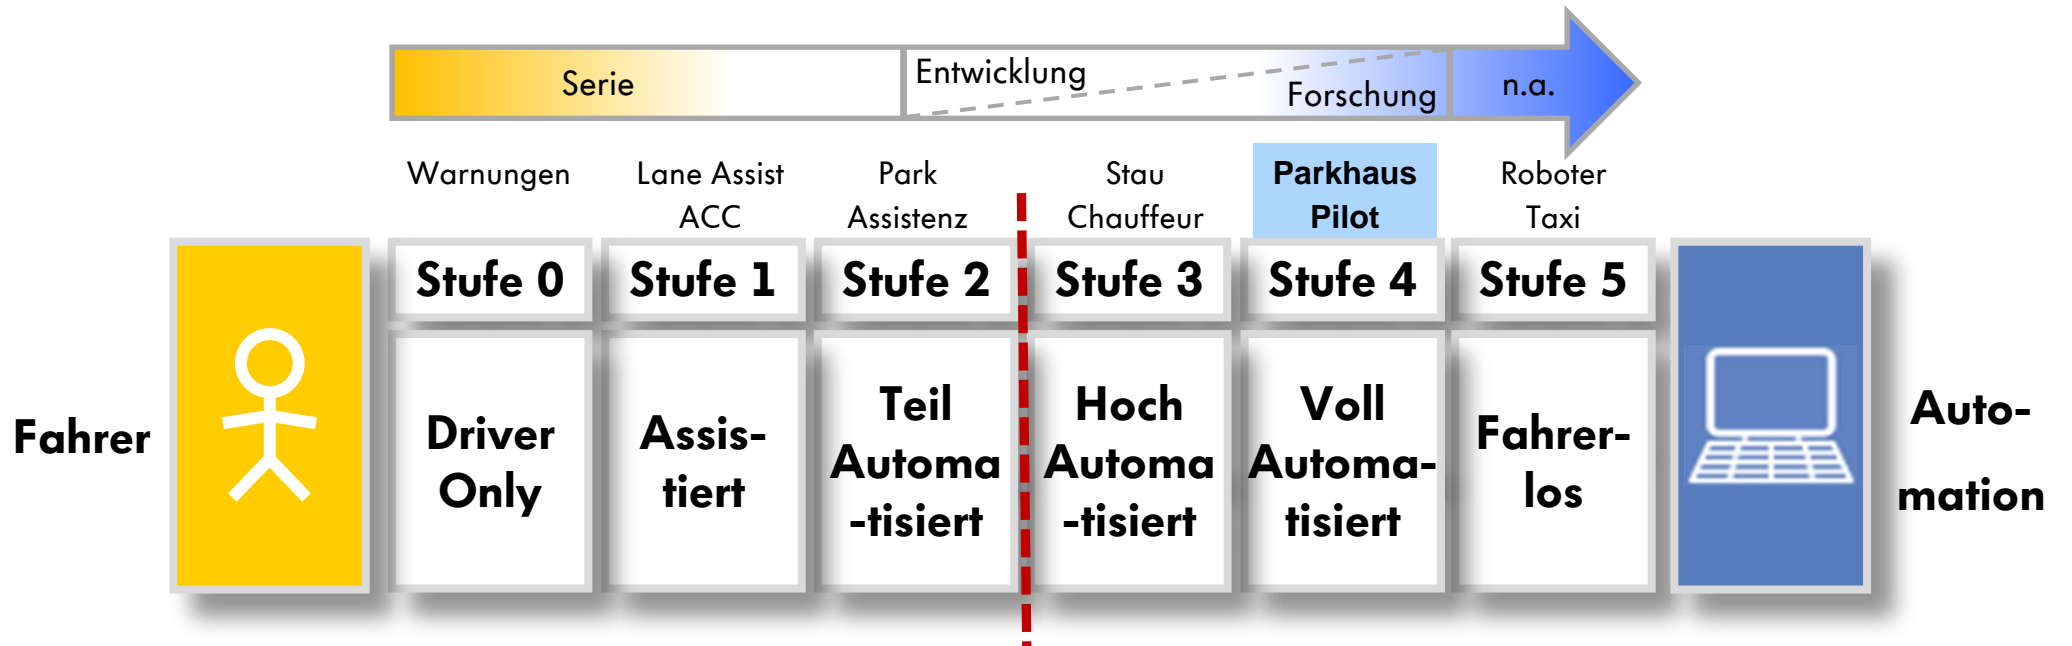 Serie
Entwicklung
Forschung
n.a.
Warnungen
Lane Assist
ACC
Park
Assistenz
Stau
Chauffeur
Parkhaus
Pilot
Roboter
Taxi
Stufe 0
Stufe 1
Stufe 2
Stufe 3
Stufe 4
Stufe 5
Fahrer
Driver
Only
Assis-
tiert
Teil
Automa
-tisiert
Hoch
Automa
-tisiert
Voll
Automa-
tisiert
Fahrer-
los
Auto-
mation